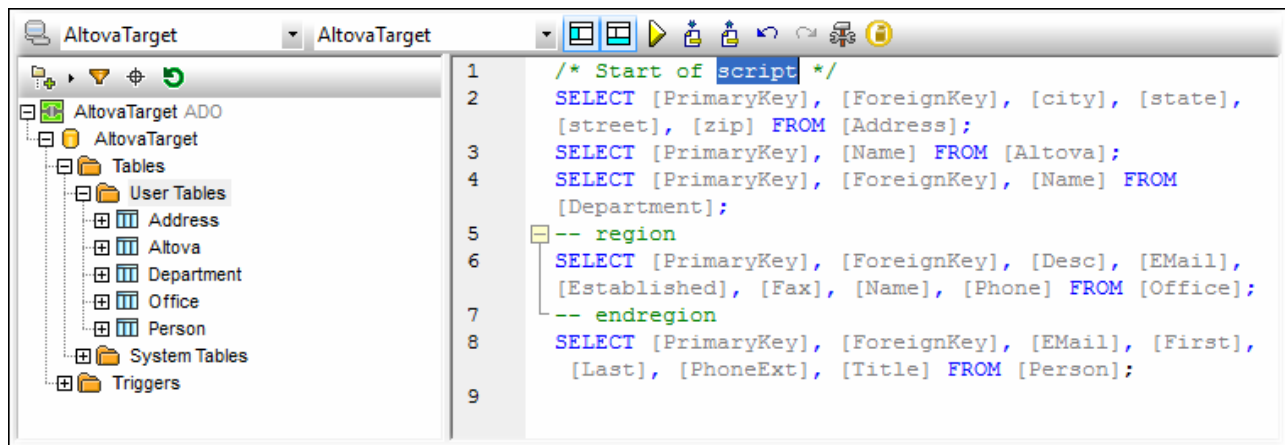 AltovaTarget AltovaTarget
AltovaTarget ADO
AltovaTarget
Tables
User Tables
Address
Altova
Department
Office
Person
System Tables
Triggers
1 /* Start of script */
2 SELECT [PrimaryKey], [ForeignKey], [city], [state],
[street], [zip] FROM [Address];
3 SELECT [PrimaryKey], [Name] FROM [Altova];
4 SELECT [PrimaryKey], [ForeignKey], [Name] FROM
[Department];
5 -- region
6 SELECT [PrimaryKey], [ForeignKey], [Desc], [EMail],
[Established], [Fax], [Name], [Phone] FROM [Office];
7 -- endregion
8 SELECT [PrimaryKey], [ForeignKey], [EMail], [First],
[Last], [PhoneExt], [Title] FROM [Person];
9